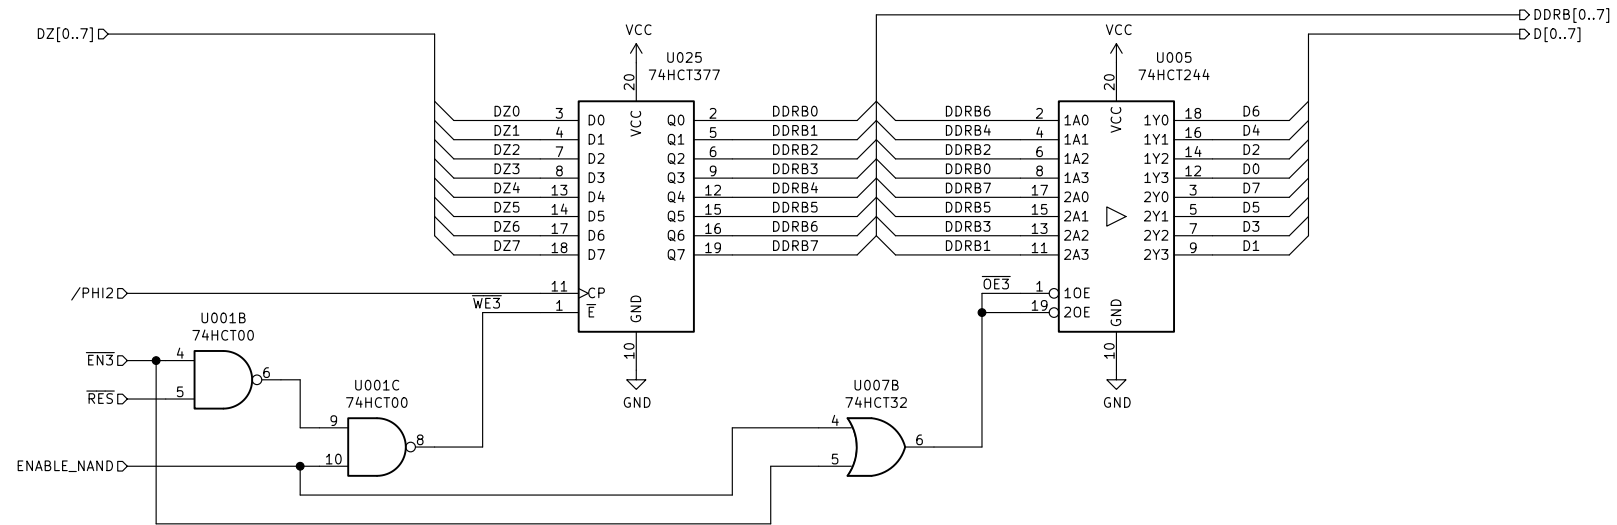 DDRB[0..7]
DZ[0..7]
D[0..7]
VCC
VCC
U025
74HCT377
U005
74HCT244
20
20
VCC
VCC
DZ0 3 D0 Q0 2 DDRB0 DDRB6 2 1A0 1Y0 18 D6
DZ1 4 D1 Q1 5 DDRB1 DDRB4 4 1A1 1Y1 16 D4
DZ2 7 D2 Q2 6 DDRB2 DDRB2 6 1A2 1Y2 14 D2
DZ3 8 D3 Q3 9 DDRB3 DDRB0 8 1A3 1Y3 12 D0
DZ4 13 D4 Q4 12 DDRB4 DDRB7 17 2A0 2Y0 3 D7
DZ5 14 D5 Q5 15 DDRB5 DDRB5 15 2A1 2Y1 5 D5
DZ6 17 D6 Q6 16 DDRB6 DDRB3 13 2A2 2Y2 7 D3
DZ7 18 D7 Q7 19 DDRB7 DDRB1 11 2A3 2Y3 9 D1
/PHI2 11 CP
WE3 1 E
GND
OE3
1 1OE
19 2OE
GND
10
GND
10
GND
U001B
74HCT00
EN3 4
RES 5
6
U001C
74HCT00
9
ENABLE_NAND 10
8
U007B
74HCT32
4
5
6